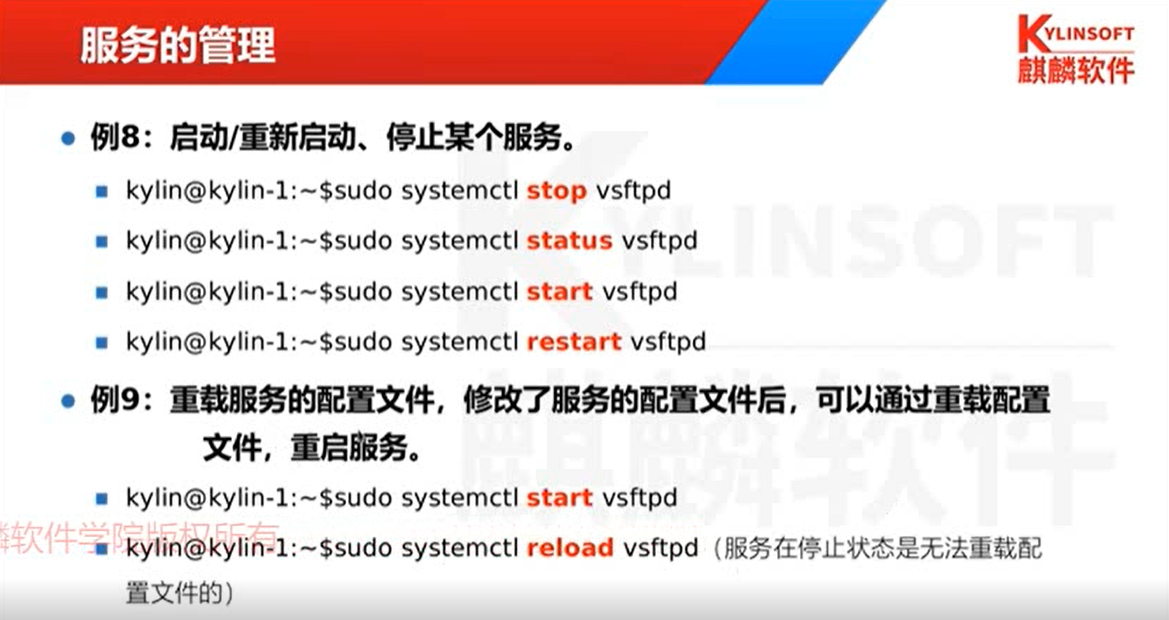 服务的管理
KYLINSOFT
麒麟软件
例8：启动/重新启动、停止某个服务。
kylin@kylin-1:~$sudo systemctl stop vsftpd
kylin@kylin-1:~$sudo systemctl status vsftpd
kylin@kylin-1:~$sudo systemctl start vsftpd
kylin@kylin-1:~$sudo systemctl restart vsftpd
KYLINSOFT
麒麟软件
例9：重载服务的配置文件，修改了服务的配置文件后，可以通过重载配置
文件，重启服务。
kylin@kylin-1:~$sudo systemctl start vsftpd
麟软件学院版权所有
kylin@kylin-1:~$sudo systemctl reload vsftpd（服务在停止状态是无法重载配
置文件的）